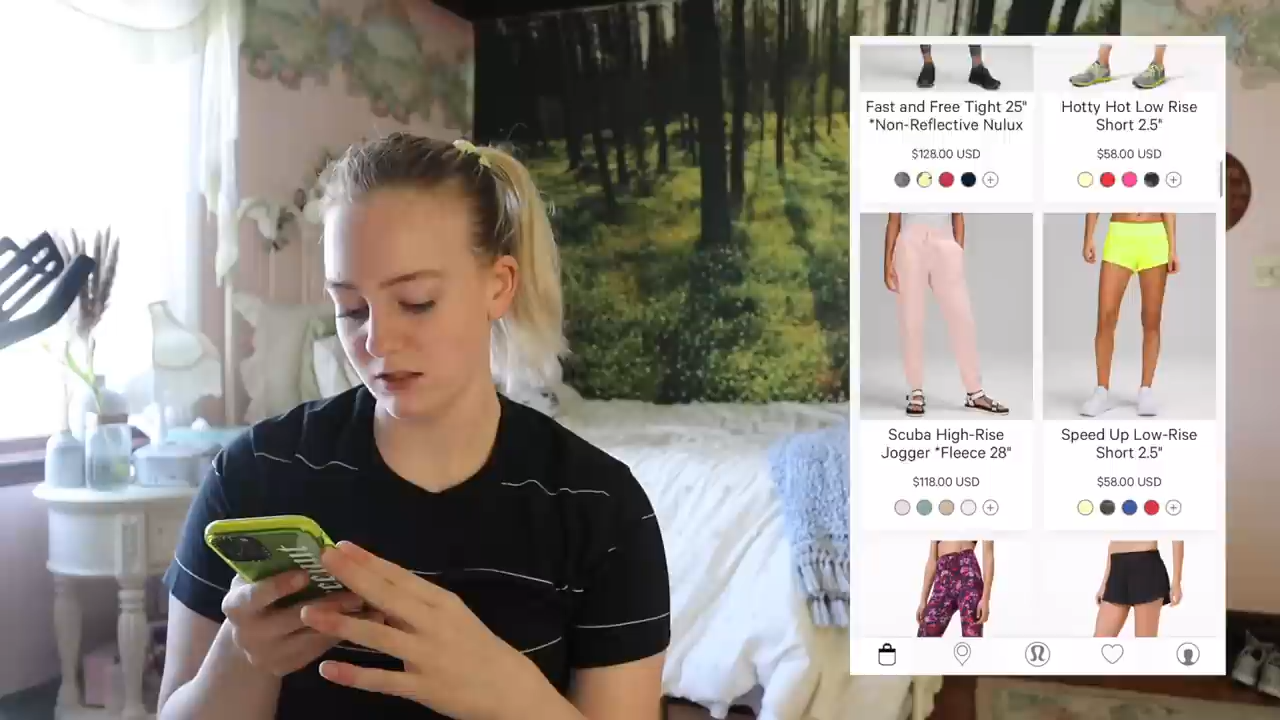 Fast and Free Tight 25"
*Non-Reflective Nulux
$128.00 USD
Hotty Hot Low Rise
Short 2.5"
$58.00 USD
Scuba High-Rise
Jogger *Fleece 28"
$118.00 USD
Speed Up Low-Rise
Short 2.5"
$58.00 USD